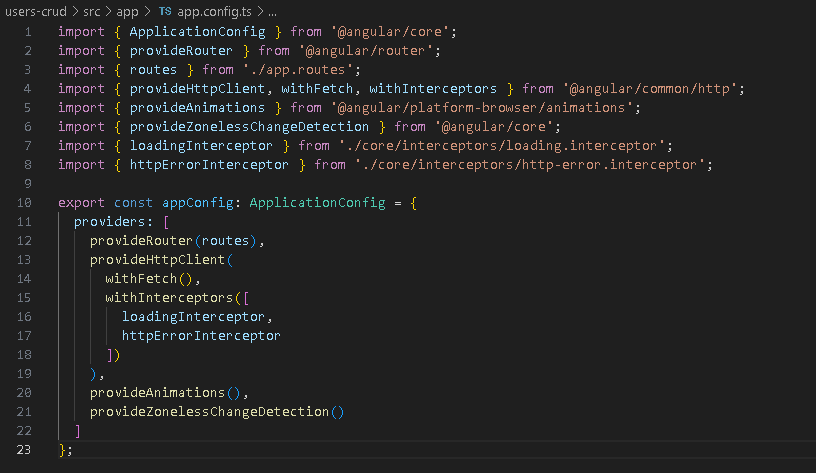 users-crud > src > app > TS app.config.ts > ...
1 import { ApplicationConfig } from '@angular/core';
2 import { provideRouter } from '@angular/router';
3 import { routes } from './app.routes';
4 import { provideHttpClient, withFetch, withInterceptors } from '@angular/common/http';
5 import { provideAnimations } from '@angular/platform-browser/animations';
6 import { provideZonelessChangeDetection } from '@angular/core';
7 import { loadingInterceptor } from './core/interceptors/loading.interceptor';
8 import { httpErrorInterceptor } from './core/interceptors/http-error.interceptor';
9
10 export const appConfig: ApplicationConfig = {
11   providers: [
12     provideRouter(routes),
13     provideHttpClient(
14       withFetch(),
15       withInterceptors([
16         loadingInterceptor,
17         httpErrorInterceptor
18       ])
19     ),
20     provideAnimations(),
21     provideZonelessChangeDetection()
22   ]
23 };